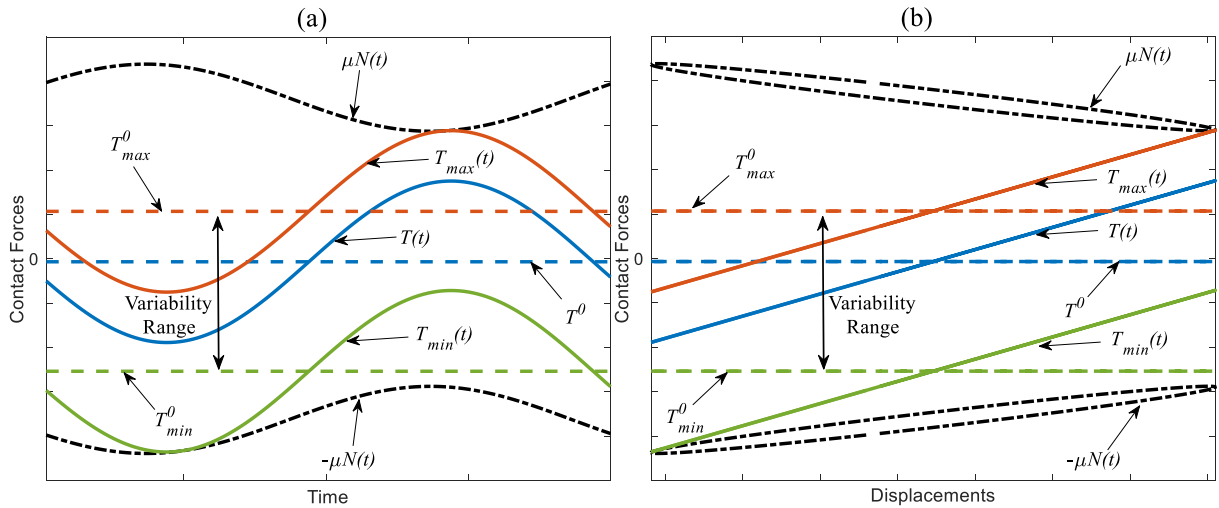 (a)
μN(t)
T⁰max
Tmax(t)
T(t)
0
Variability
Range
T⁰
Tmin(t)
T⁰min
-μN(t)
Contact Forces
Time
(b)
μN(t)
T⁰max
Tmax(t)
T(t)
0
Variability
Range
T⁰
Tmin(t)
T⁰min
-μN(t)
Contact Forces
Displacements